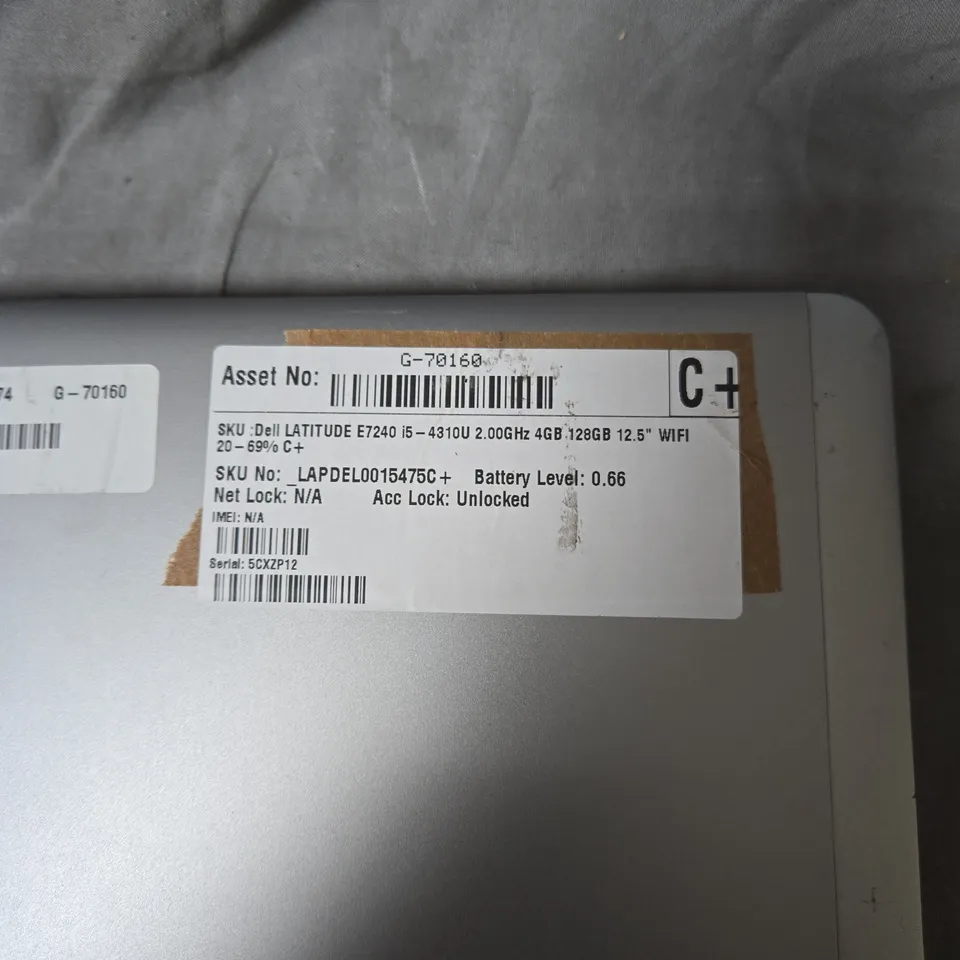 74 G-70160
G-70160
Asset No:
C+
SKU :Dell LATITUDE E7240 i5-4310U 2.00GHz 4GB 128GB 12.5" WIFI
20-69% C+
SKU No: _LAPDEL0015475C+ Battery Level: 0.66
Net Lock: N/A Acc Lock: Unlocked
IMEI: N/A
Serial: 5CXZP12